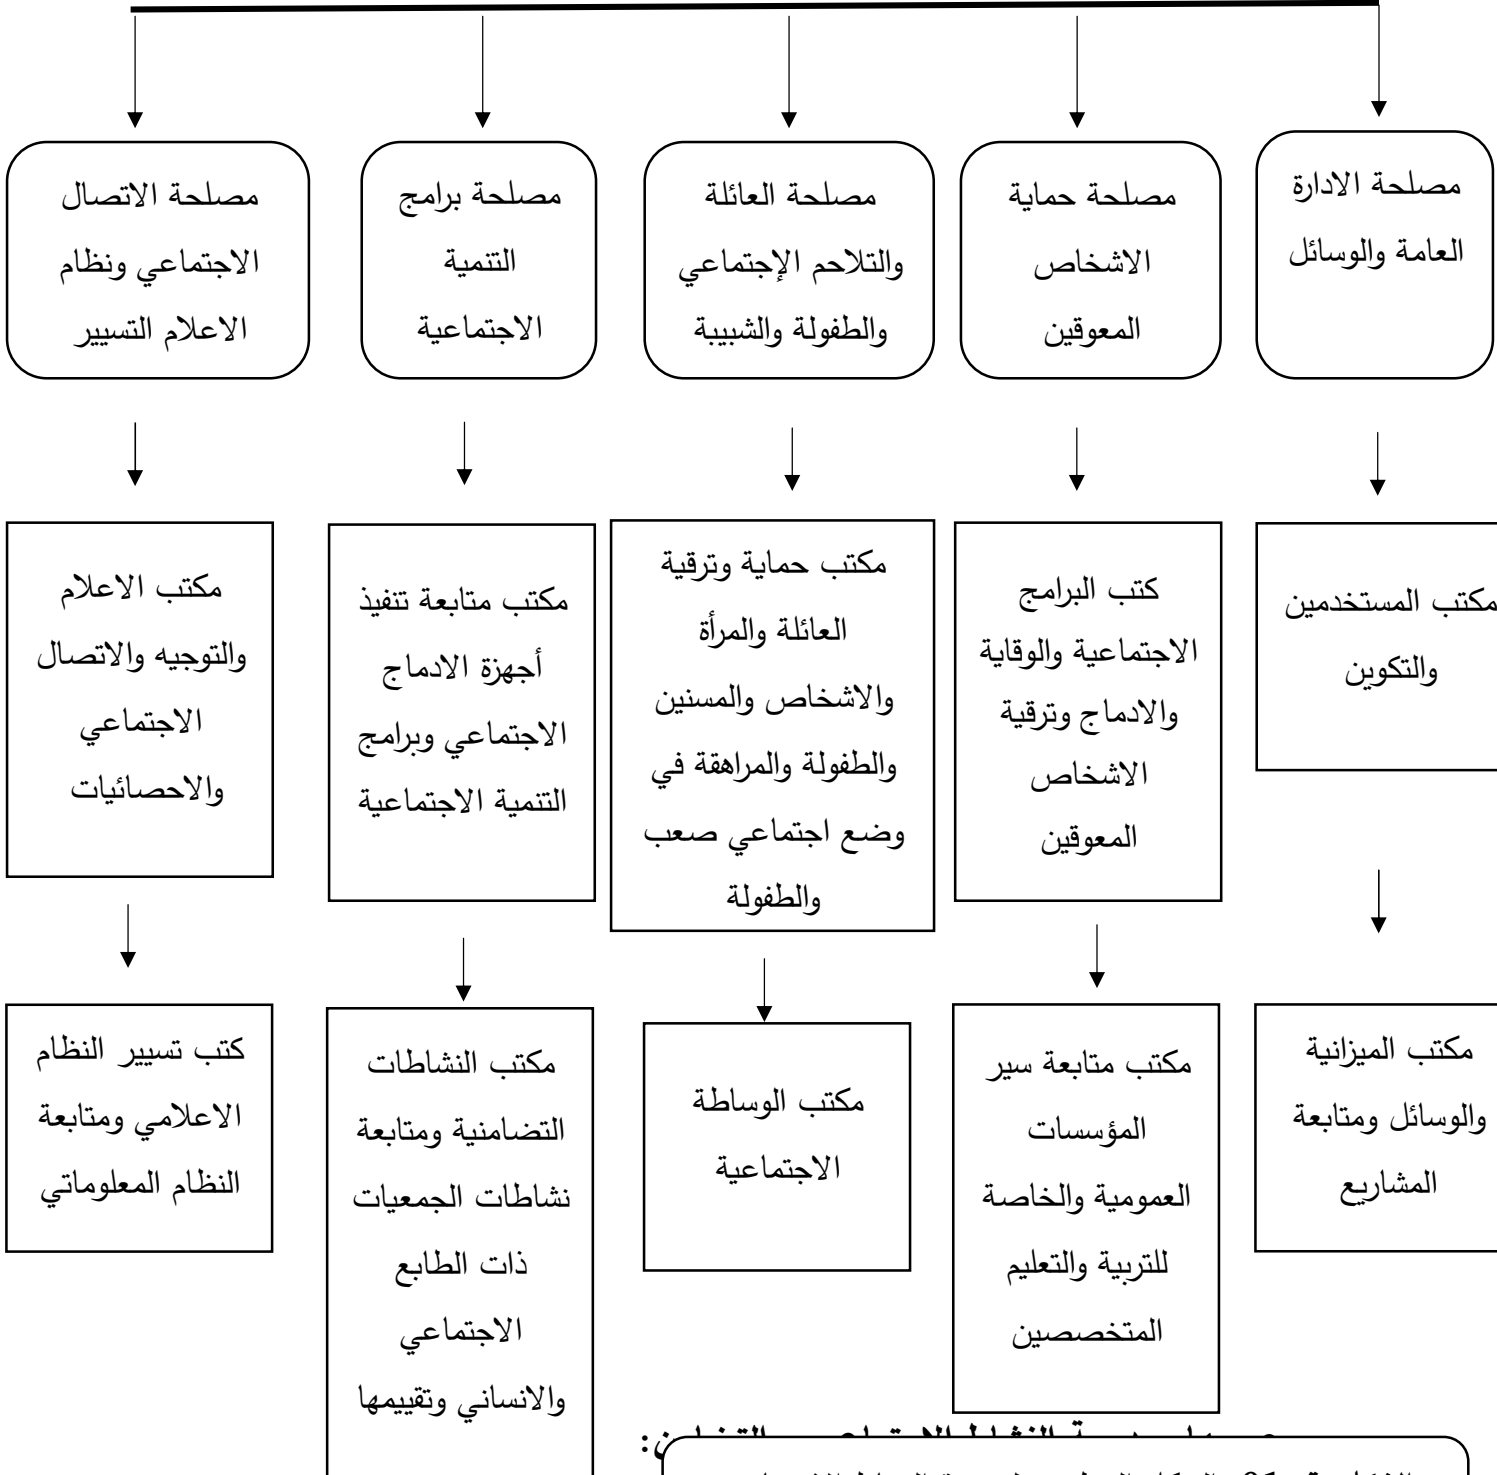 مصلحة الادارة
العامة والوسائل
مصلحة حماية
الاشخاص
المعوقين
مصلحة العائلة
والتلاحم الإجتماعي
والطفولة والشبيبة
مصلحة برامج
التنمية
الاجتماعية
مصلحة الاتصال
الاجتماعي ونظام
الاعلام التسيير
مكتب المستخدمين
والتكوين
كتب البرامج
الاجتماعية والوقاية
والادماج وترقية
الاشخاص
المعوقين
مكتب حماية وترقية
العائلة والمرأة
والاشخاص والمسنين
والطفولة والمراهقة في
وضع اجتماعي صعب
والطفولة
مكتب متابعة تنفيذ
أجهزة الادماج
الاجتماعي وبرامج
التنمية الاجتماعية
مكتب الاعلام
والتوجيه والاتصال
الاجتماعي
والاحصائيات
مكتب الميزانية
والوسائل ومتابعة
المشاريع
مكتب متابعة سير
المؤسسات
العمومية والخاصة
للتربية والتعليم
المتخصصين
مكتب الوساطة
الاجتماعية
مكتب النشاطات
التضامنية ومتابعة
نشاطات الجمعيات
ذات الطابع
الاجتماعي
والانساني وتقييمها
كتب تسيير النظام
الاعلامي ومتابعة
النظام المعلوماتي